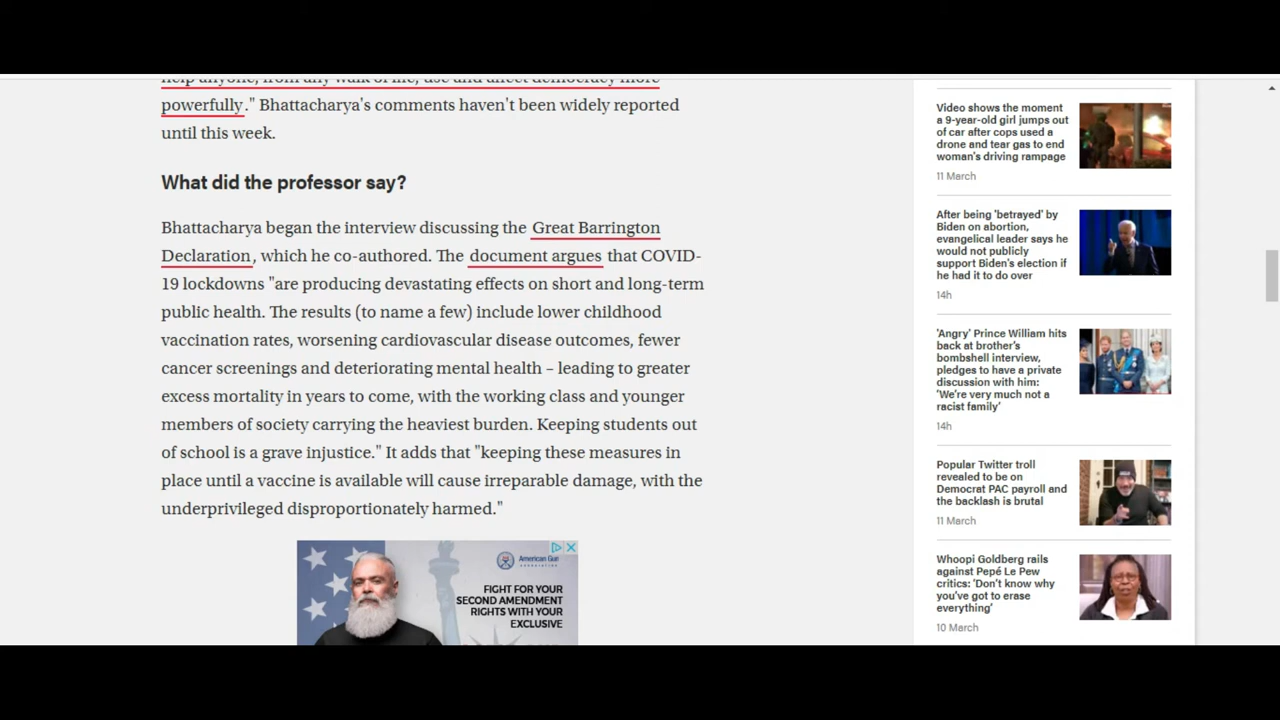 help anyone, from any walk of life, use and affect democracy more
powerfully." Bhattacharya's comments haven't been widely reported
until this week.
What did the professor say?
Bhattacharya began the interview discussing the Great Barrington
Declaration, which he co-authored. The document argues that COVID-
19 lockdowns "are producing devastating effects on short and long-term
public health. The results (to name a few) include lower childhood
vaccination rates, worsening cardiovascular disease outcomes, fewer
cancer screenings and deteriorating mental health – leading to greater
excess mortality in years to come, with the working class and younger
members of society carrying the heaviest burden. Keeping students out
of school is a grave injustice." It adds that "keeping these measures in
place until a vaccine is available will cause irreparable damage, with the
underprivileged disproportionately harmed."
American Gun
ASSOCIATION
FIGHT FOR YOUR
SECOND AMENDMENT
RIGHTS WITH YOUR
EXCLUSIVE
Video shows the moment
a 9-year-old girl jumps out
of car after cops used a
drone and tear gas to end
woman's driving rampage
11 March
After being 'betrayed' by
Biden on abortion,
evangelical leader says he
would not publicly
support Biden's election if
he had it to do over
14h
'Angry' Prince William hits
back at brother's
bombshell interview,
pledges to have a private
discussion with him:
'We're very much not a
racist family'
14h
Popular Twitter troll
revealed to be on
Democrat PAC payroll and
the backlash is brutal
11 March
Whoopi Goldberg rails
against Pepé Le Pew
critics: 'Don't know why
you've got to erase
everything'
10 March